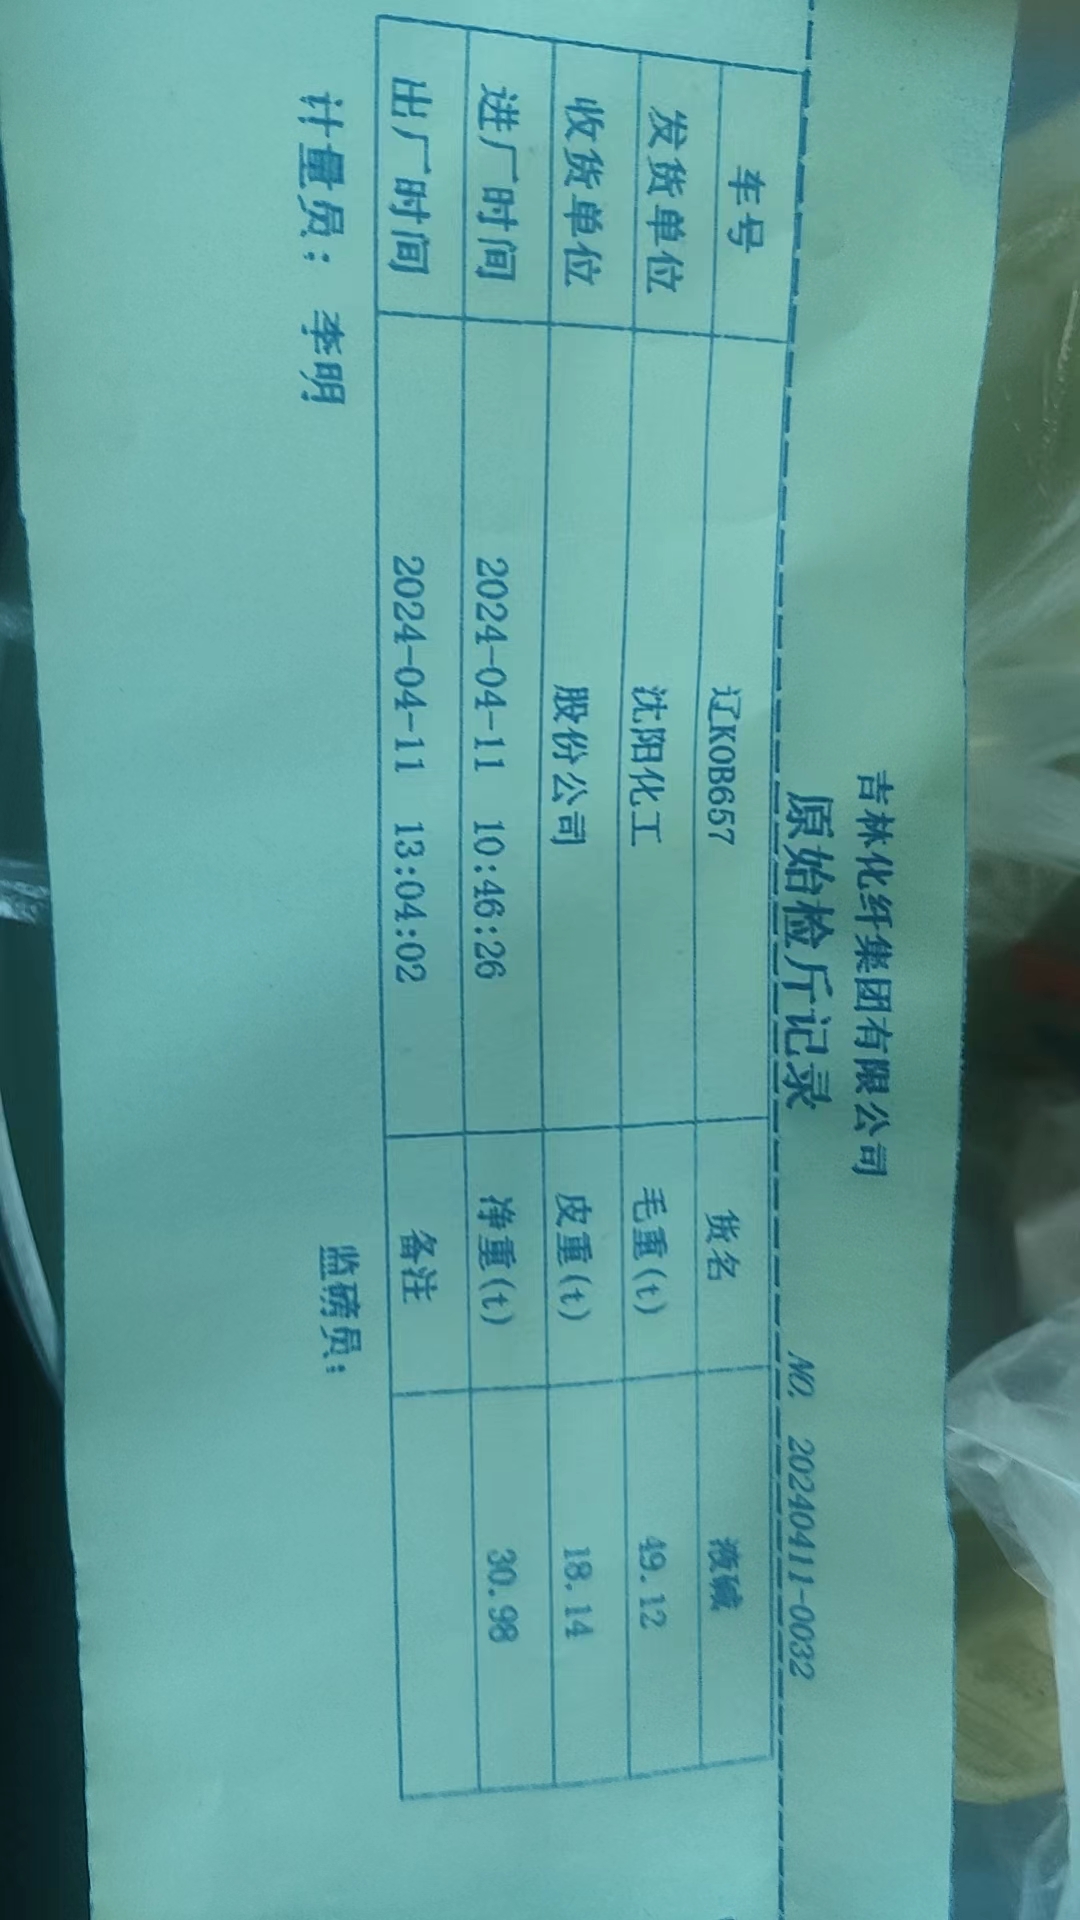 吉林化纤集团有限公司
原始检斤记录
NO. 20240411-0032
车号 辽K0B657 货名 液碱
发货单位 沈阳化工 毛重(t) 49.12
收货单位 股份公司 皮重(t) 18.14
进厂时间 2024-04-11 10:46:26 净重(t) 30.98
出厂时间 2024-04-11 13:04:02 备注
计量员： 李明 监磅员：